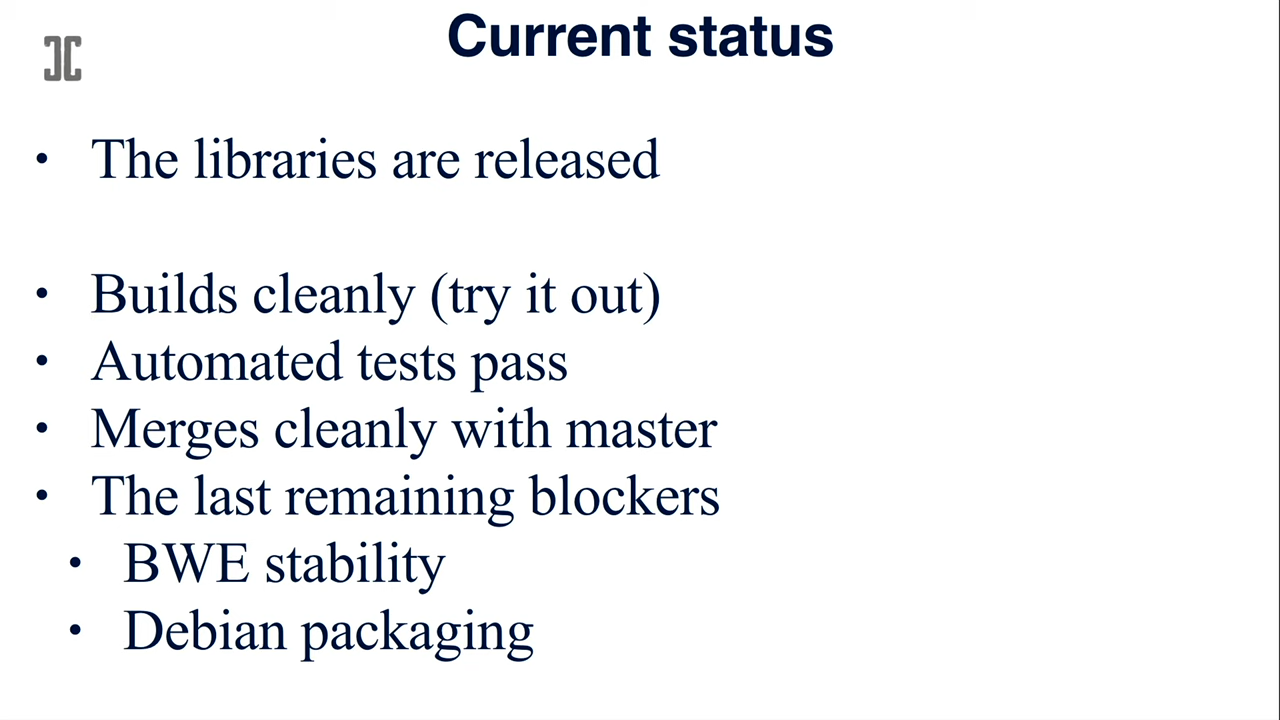 Current status
• The libraries are released
• Builds cleanly (try it out)
• Automated tests pass
• Merges cleanly with master
• The last remaining blockers
• BWE stability
• Debian packaging